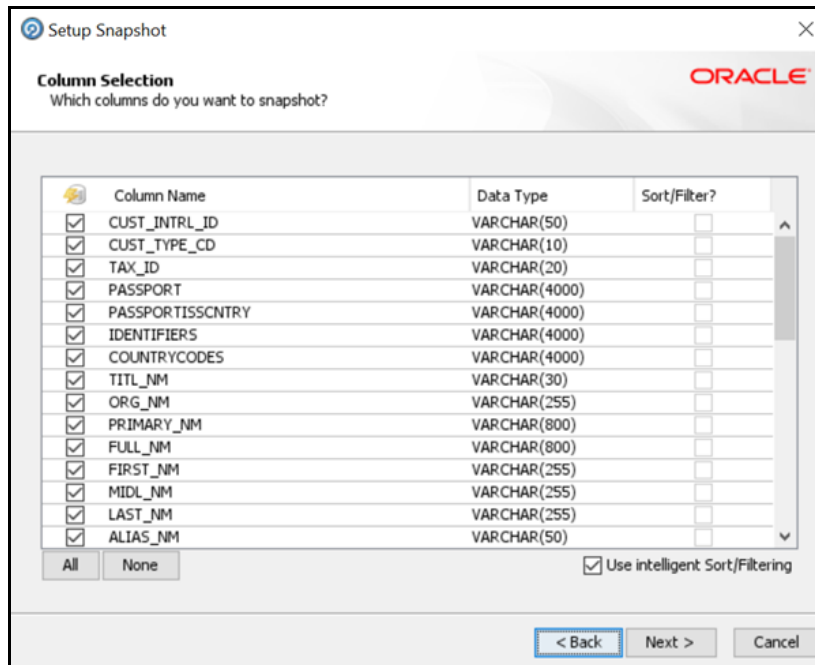 Setup Snapshot
Column Selection
ORACLE
Which columns do you want to snapshot?
Column Name Data Type Sort/Filter?
CUST_INTRL_ID VARCHAR(50)
CUST_TYPE_CD VARCHAR(10)
TAX_ID VARCHAR(20)
PASSPORT VARCHAR(4000)
PASSPORTISSCNTRY VARCHAR(4000)
IDENTIFIERS VARCHAR(4000)
COUNTRYCODES VARCHAR(4000)
TITL_NM VARCHAR(30)
ORG_NM VARCHAR(255)
PRIMARY_NM VARCHAR(800)
FULL_NM VARCHAR(800)
FIRST_NM VARCHAR(255)
MIDL_NM VARCHAR(255)
LAST_NM VARCHAR(255)
ALIAS_NM VARCHAR(50)
All None Use intelligent Sort/Filtering
< Back Next > Cancel